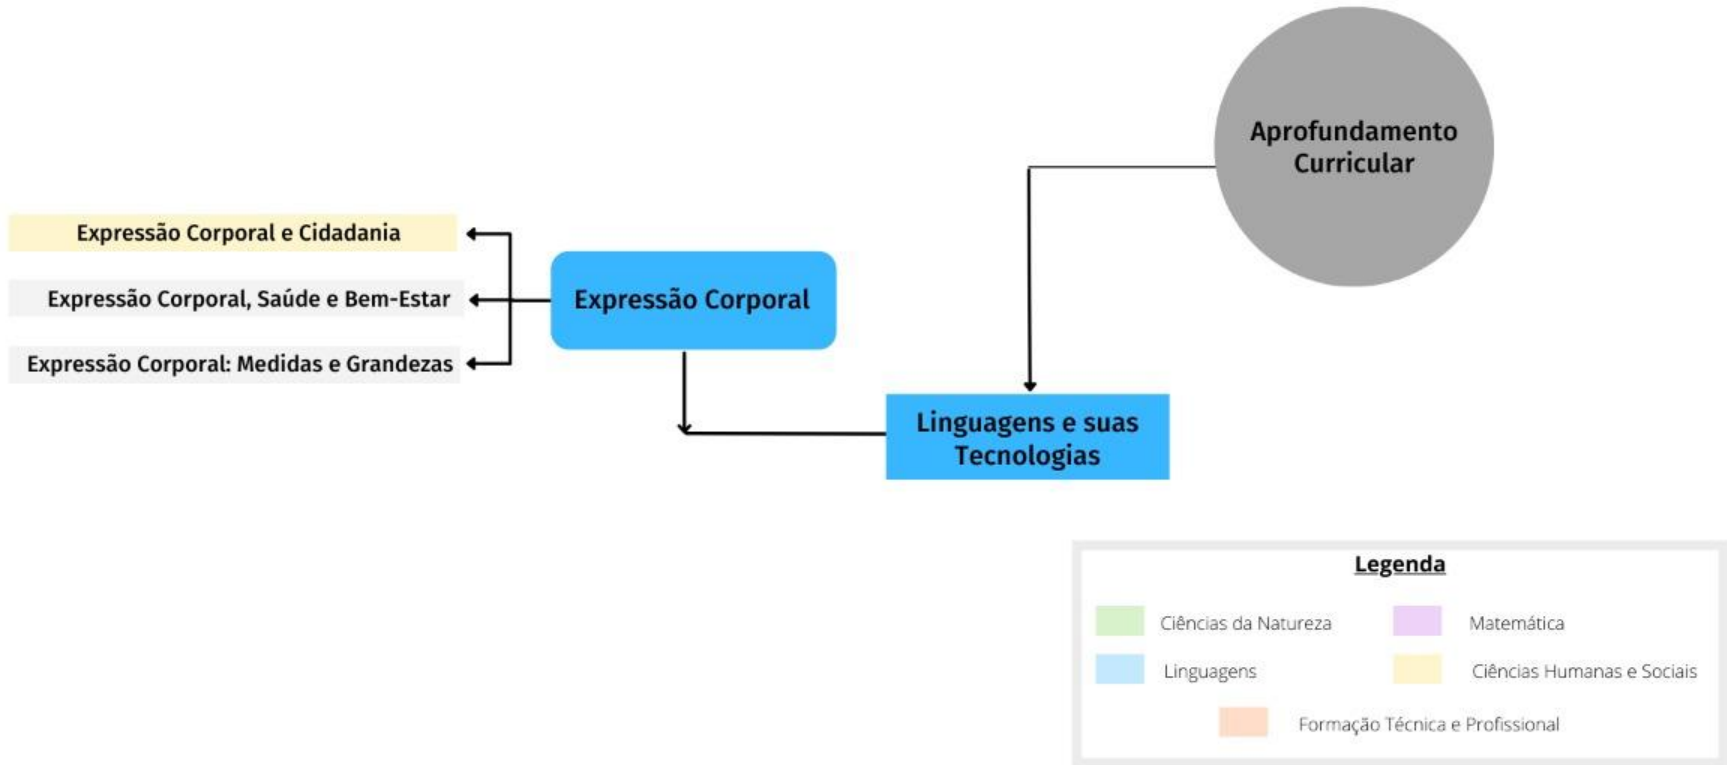 Aprofundamento
Curricular
Expressão Corporal e Cidadania
Expressão Corporal, Saúde e Bem-Estar
Expressão Corporal: Medidas e Grandezas
Expressão Corporal
Linguagens e suas
Tecnologias
Legenda
Ciências da Natureza
Matemática
Linguagens
Ciências Humanas e Sociais
Formação Técnica e Profissional